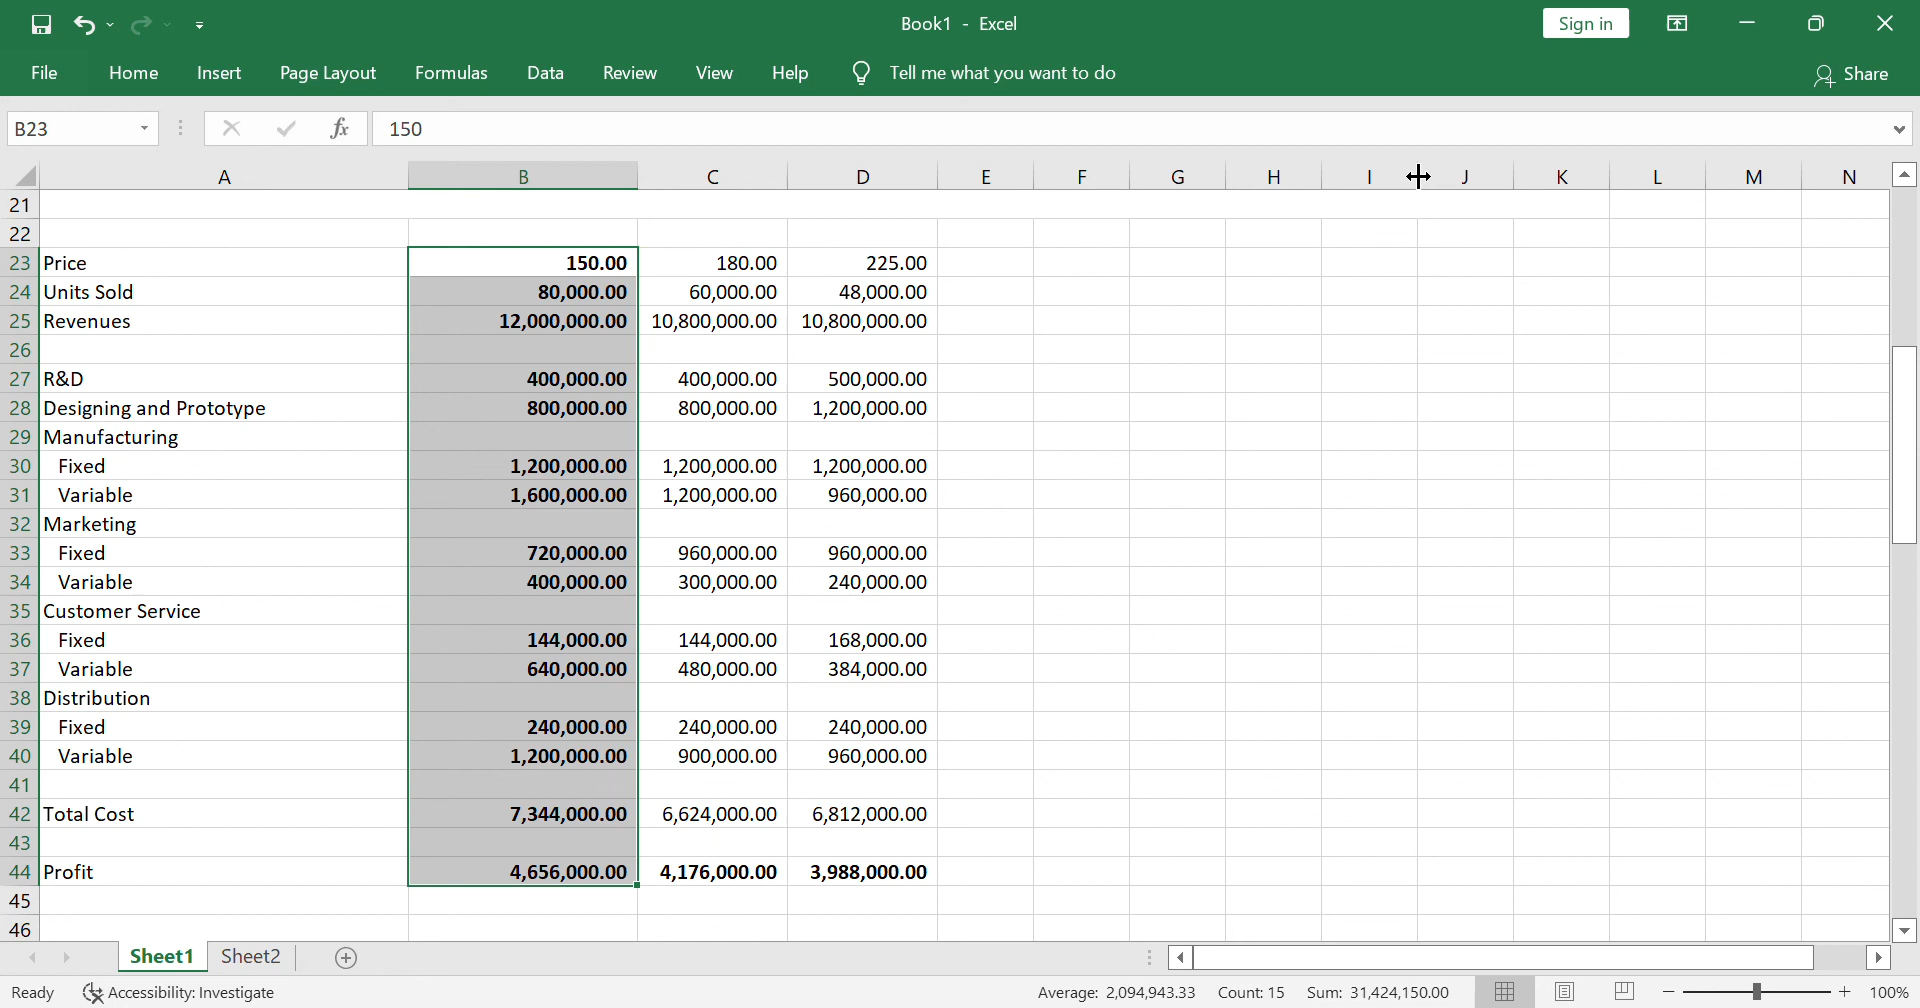 Book1 - Excel
Sign in
File Home Insert Page Layout Formulas Data Review View Help Tell me what you want to do Share
B23 fx 150
A B C D E F G H I J K L M N
21
22
23 Price 150.00 180.00 225.00
24 Units Sold 80,000.00 60,000.00 48,000.00
25 Revenues 12,000,000.00 10,800,000.00 10,800,000.00
26
27 R&D 400,000.00 400,000.00 500,000.00
28 Designing and Prototype 800,000.00 800,000.00 1,200,000.00
29 Manufacturing
30 Fixed 1,200,000.00 1,200,000.00 1,200,000.00
31 Variable 1,600,000.00 1,200,000.00 960,000.00
32 Marketing
33 Fixed 720,000.00 960,000.00 960,000.00
34 Variable 400,000.00 300,000.00 240,000.00
35 Customer Service
36 Fixed 144,000.00 144,000.00 168,000.00
37 Variable 640,000.00 480,000.00 384,000.00
38 Distribution
39 Fixed 240,000.00 240,000.00 240,000.00
40 Variable 1,200,000.00 900,000.00 960,000.00
41
42 Total Cost 7,344,000.00 6,624,000.00 6,812,000.00
43
44 Profit 4,656,000.00 4,176,000.00 3,988,000.00
45
46
Sheet1 Sheet2
Ready Accessibility: Investigate Average: 2,094,943.33 Count: 15 Sum: 31,424,150.00 100%